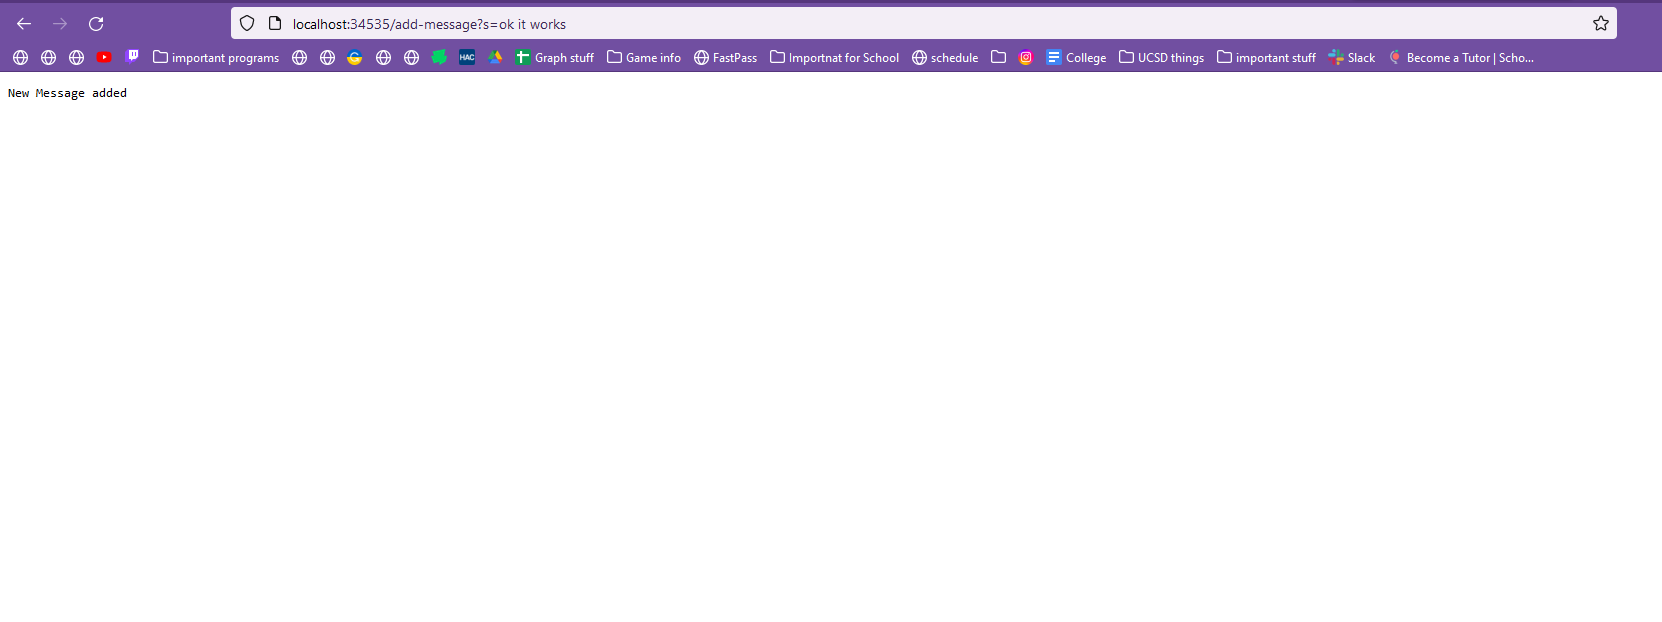 localhost:34535/add-message?s=ok it works
important programs HAC Graph stuff Game info FastPass Importnat for School schedule College UCSD things important stuff Slack Become a Tutor | Scho...
New Message added